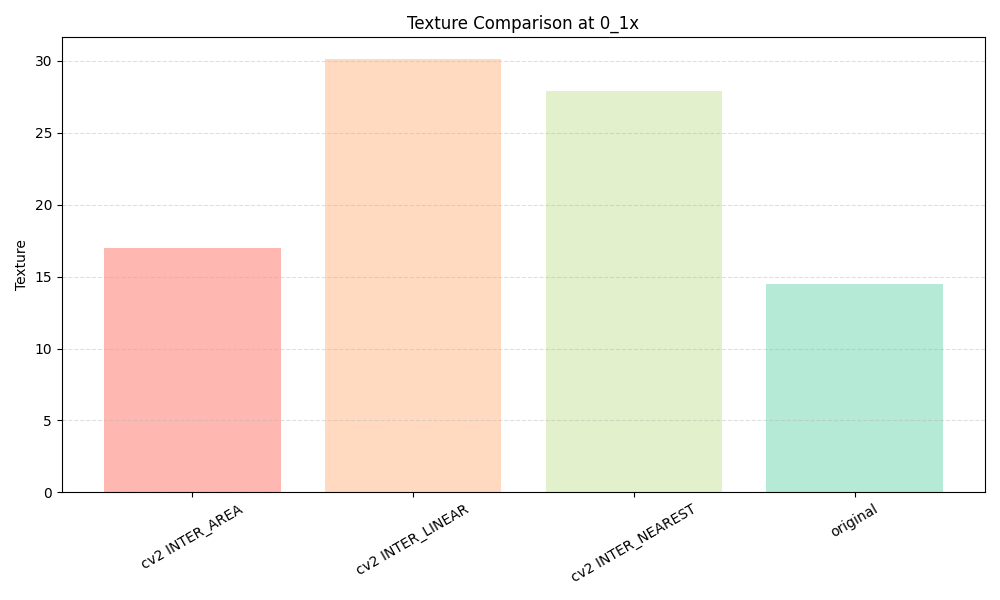 Texture Comparison at 0_1x
Texture
30
25
20
15
10
5
0
cv2 INTER_AREA
cv2 INTER_LINEAR
cv2 INTER_NEAREST
original